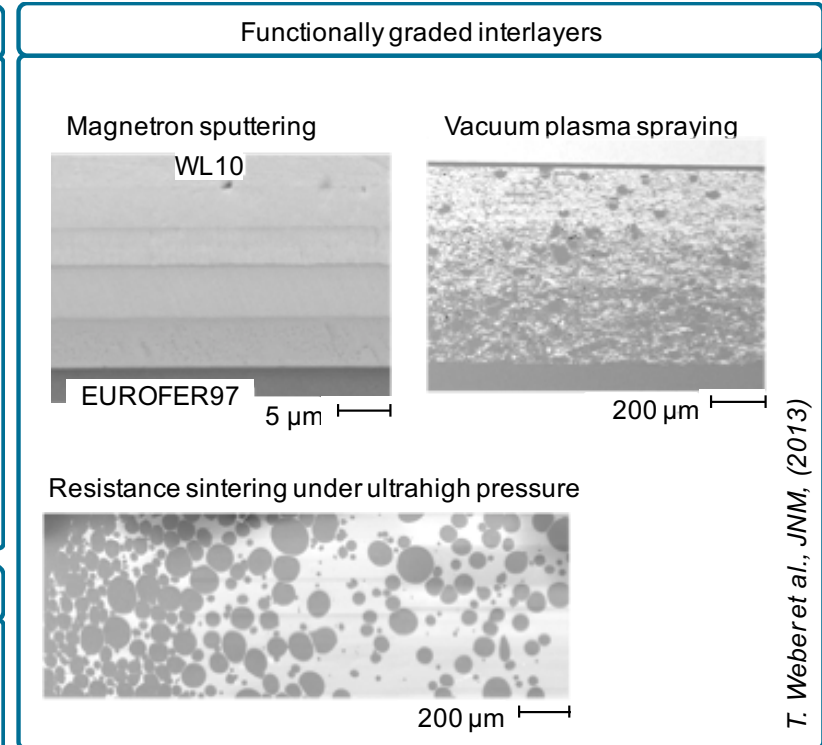 Functionally graded interlayers
Magnetron sputtering
Vacuum plasma spraying
WL10
EUROFER97
5 µm
200 µm
Resistance sintering under ultrahigh pressure
200 µm
T. Weber et al., JNM, (2013)